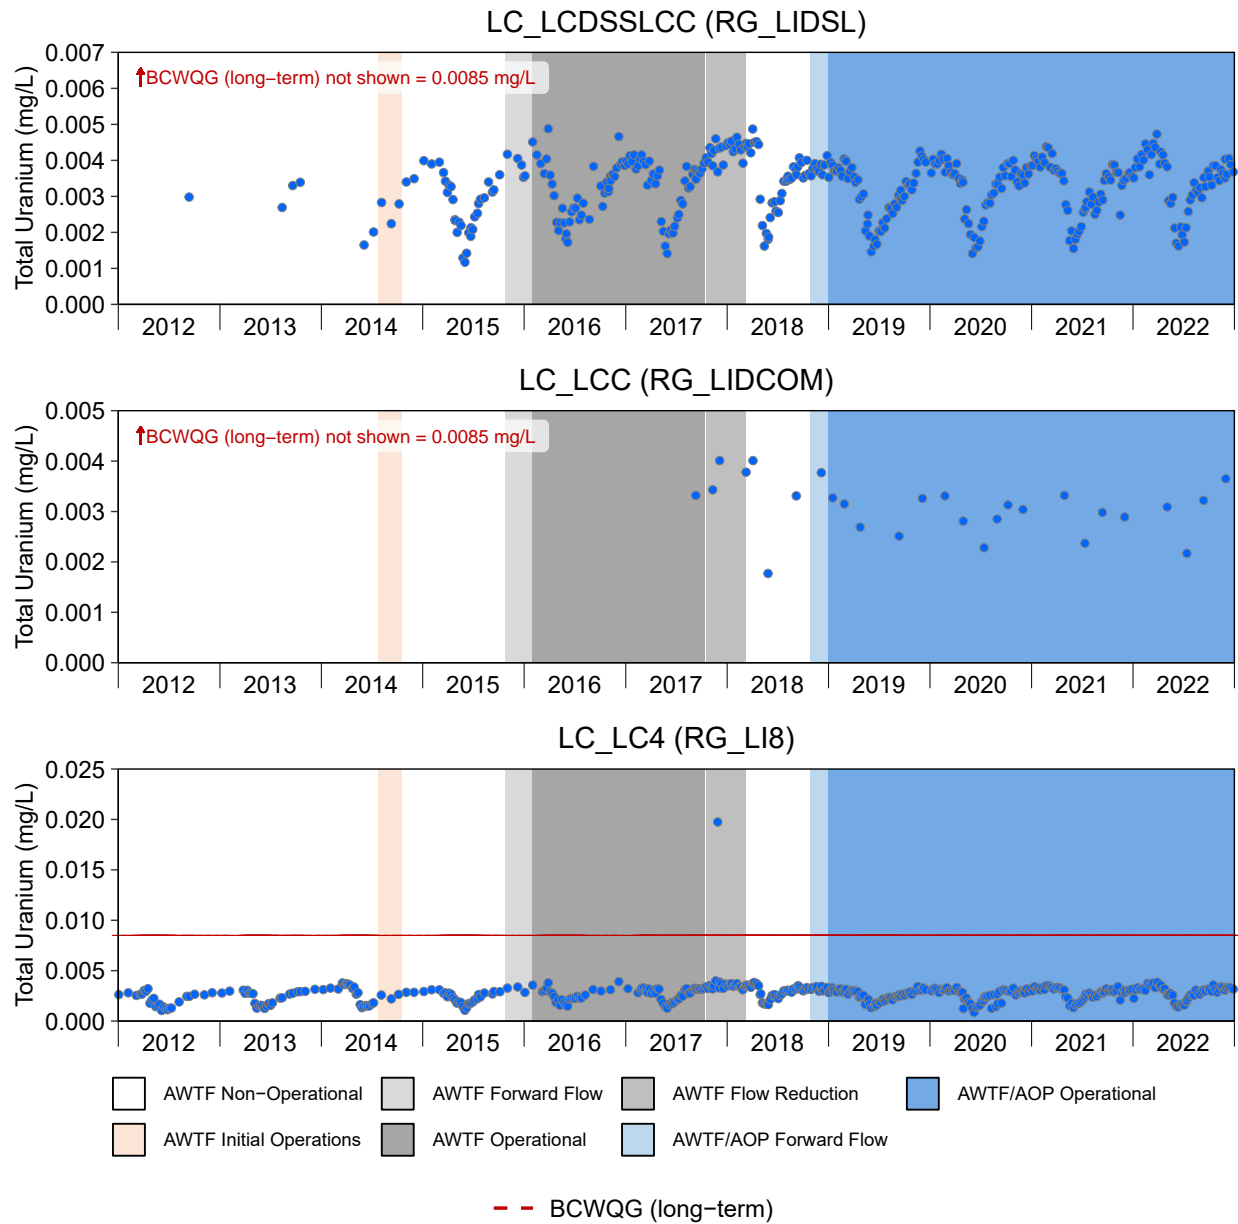 LC_LCDSSLCC (RG_LIDSL)
Total Uranium (mg/L)
0.007
0.006
0.005
0.004
0.003
0.002
0.001
0.000
BCWQG (long−term) not shown = 0.0085 mg/L
2012 2013 2014 2015 2016 2017 2018 2019 2020 2021 2022
LC_LCC (RG_LIDCOM)
Total Uranium (mg/L)
0.005
0.004
0.003
0.002
0.001
0.000
BCWQG (long−term) not shown = 0.0085 mg/L
2012 2013 2014 2015 2016 2017 2018 2019 2020 2021 2022
LC_LC4 (RG_LI8)
Total Uranium (mg/L)
0.025
0.020
0.015
0.010
0.005
0.000
2012 2013 2014 2015 2016 2017 2018 2019 2020 2021 2022
AWTF Non−Operational AWTF Forward Flow AWTF Flow Reduction AWTF/AOP Operational
AWTF Initial Operations AWTF Operational AWTF/AOP Forward Flow
BCWQG (long−term)